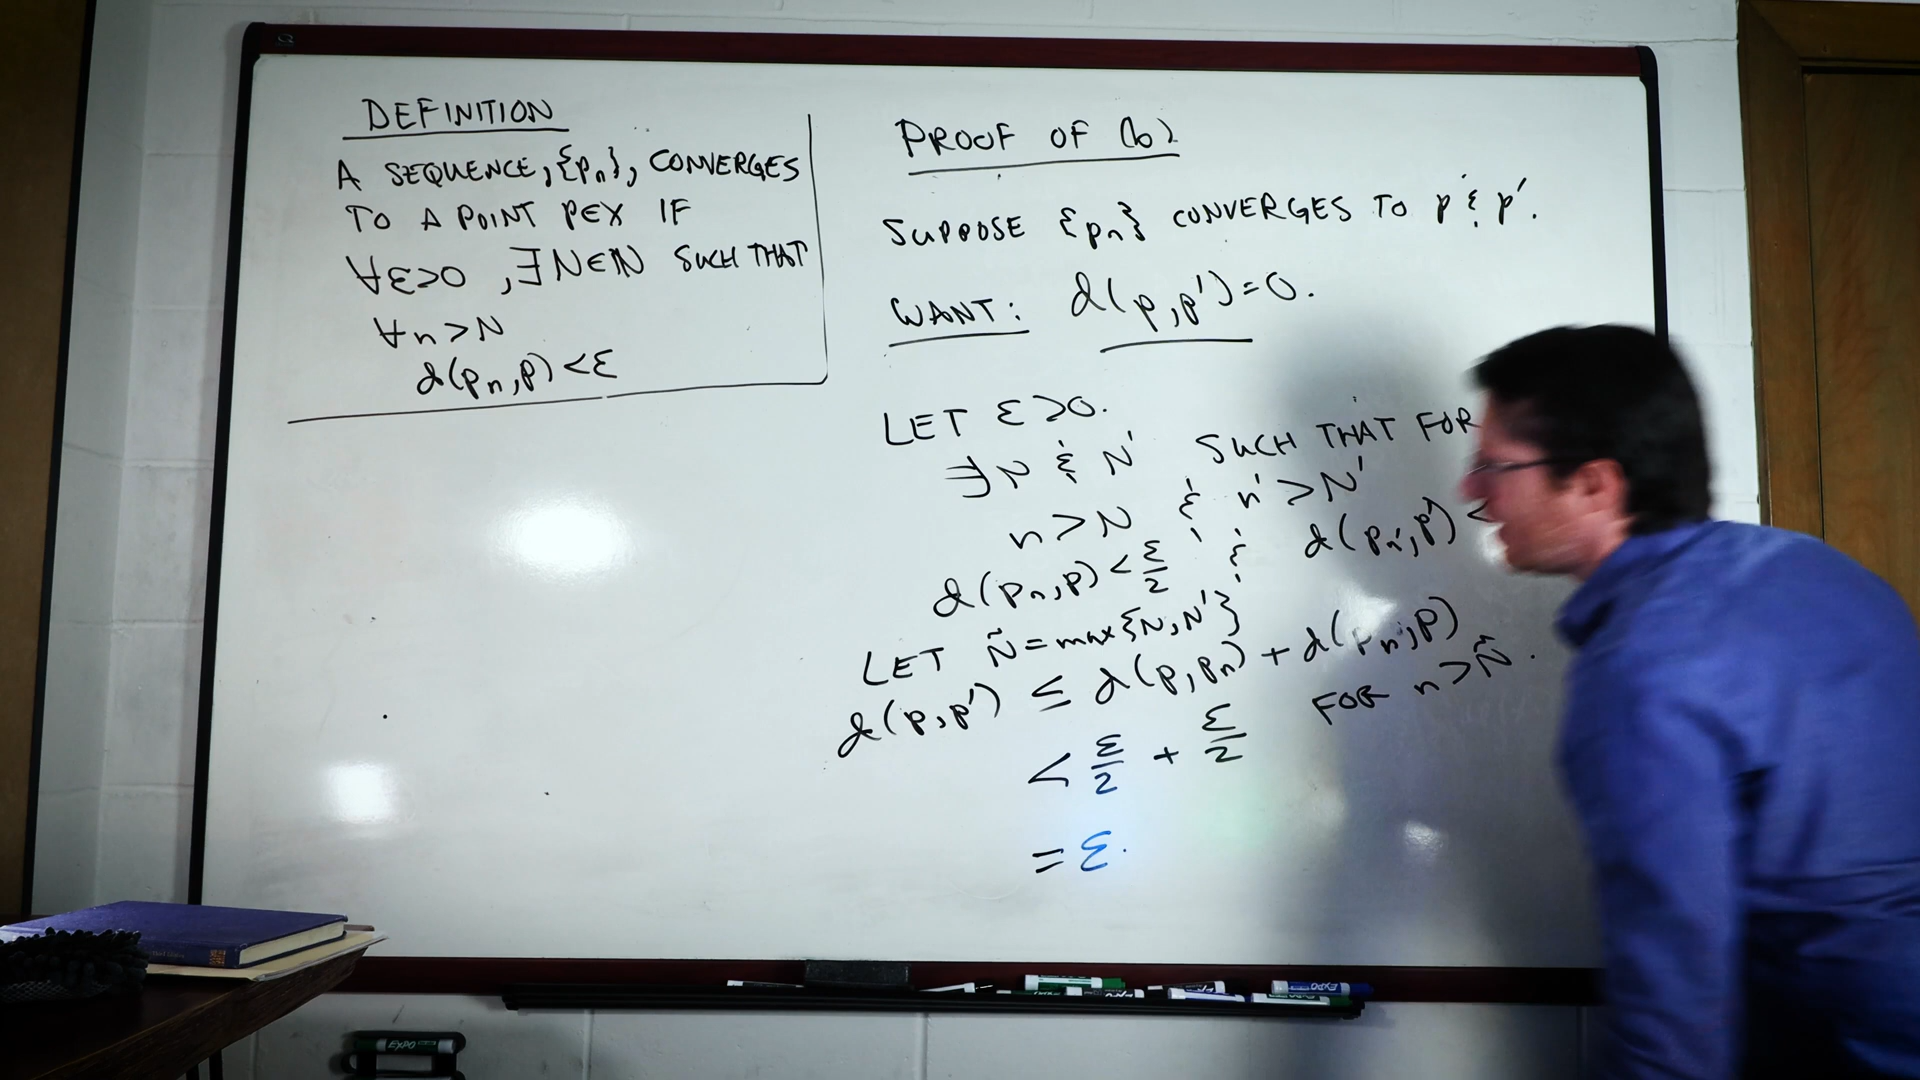 DEFINITION
A SEQUENCE, {pn}, CONVERGES
TO A POINT P∈X IF
∀ε>0, ∃N∈ℕ SUCH THAT
∀n>N
d(pn,p)<ε
PROOF OF (b)
SUPPOSE {pn} CONVERGES TO p & p'.
WANT: d(p,p')=0.
LET ε>0.
∃N & N' SUCH THAT FOR
n>N & n'>N'
d(pn,p)<ε/2 & d(pn',p') <
LET Ñ=max{N,N'}
d(p,p') ≤ d(p,pn) + d(pn,p)
FOR n>Ñ.
< ε/2 + ε/2
= ε.
EXPO